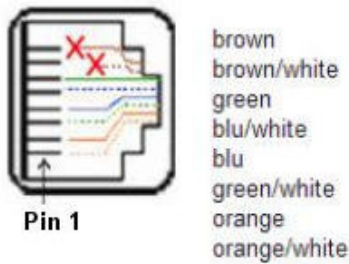 brown
brown/white
green
blu/white
blu
green/white
orange
orange/white
Pin 1